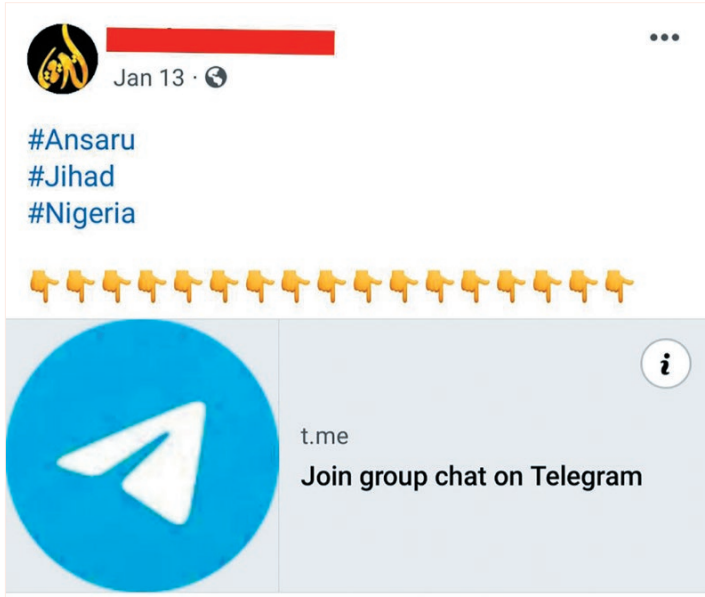 Jan 13 ·
#Ansaru
#Jihad
#Nigeria
t.me
Join group chat on Telegram